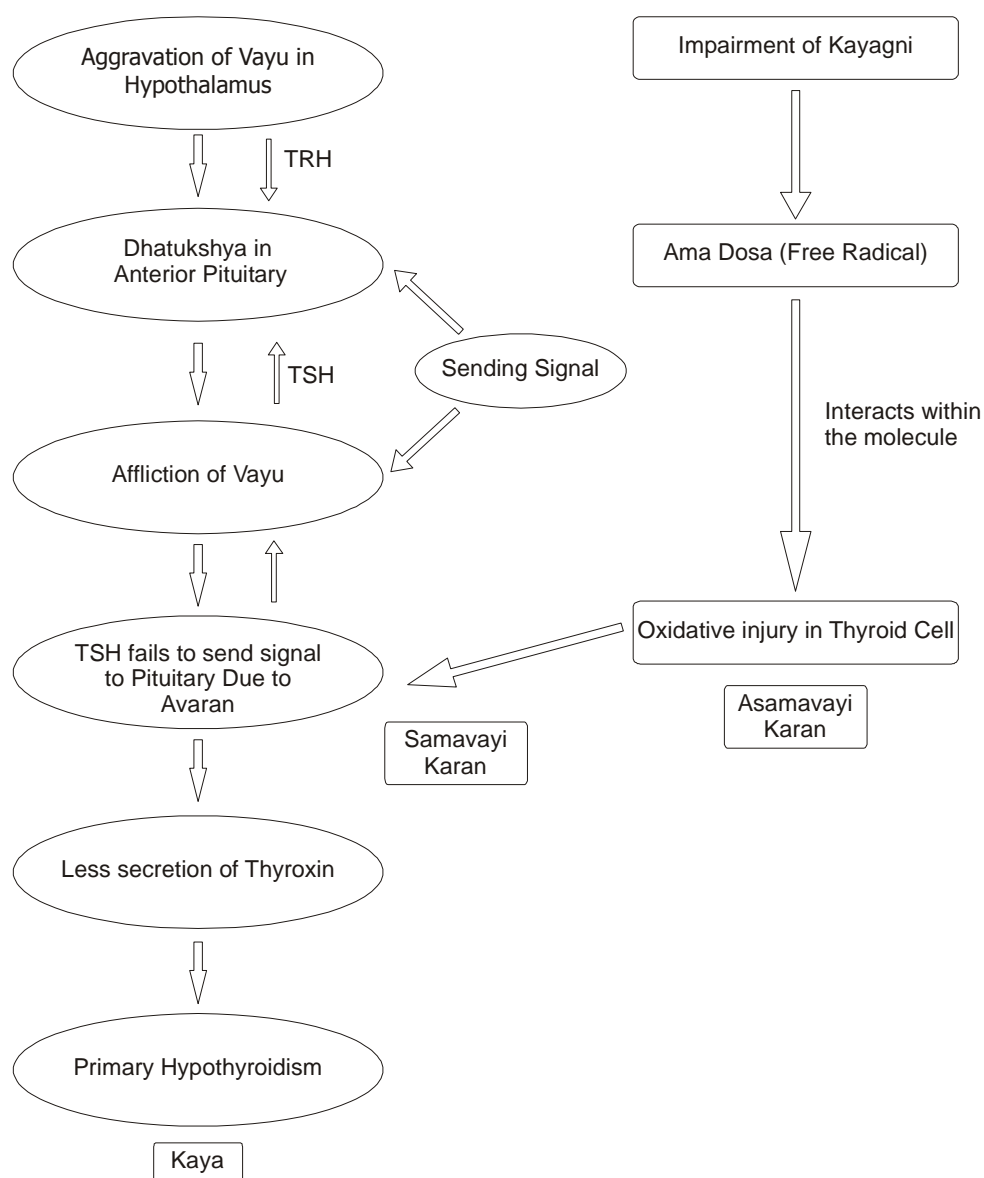 Aggravation of Vayu in
Hypothalamus
TRH
Dhatukshya in
Anterior Pituitary
TSH
Sending Signal
Affliction of Vayu
TSH fails to send signal
to Pituitary Due to
Avaran
Samavayi
Karan
Less secretion of Thyroxin
Primary Hypothyroidism
Kaya
Impairment of Kayagni
Ama Dosa (Free Radical)
Interacts within
the molecule
Oxidative injury in Thyroid Cell
Asamavayi
Karan